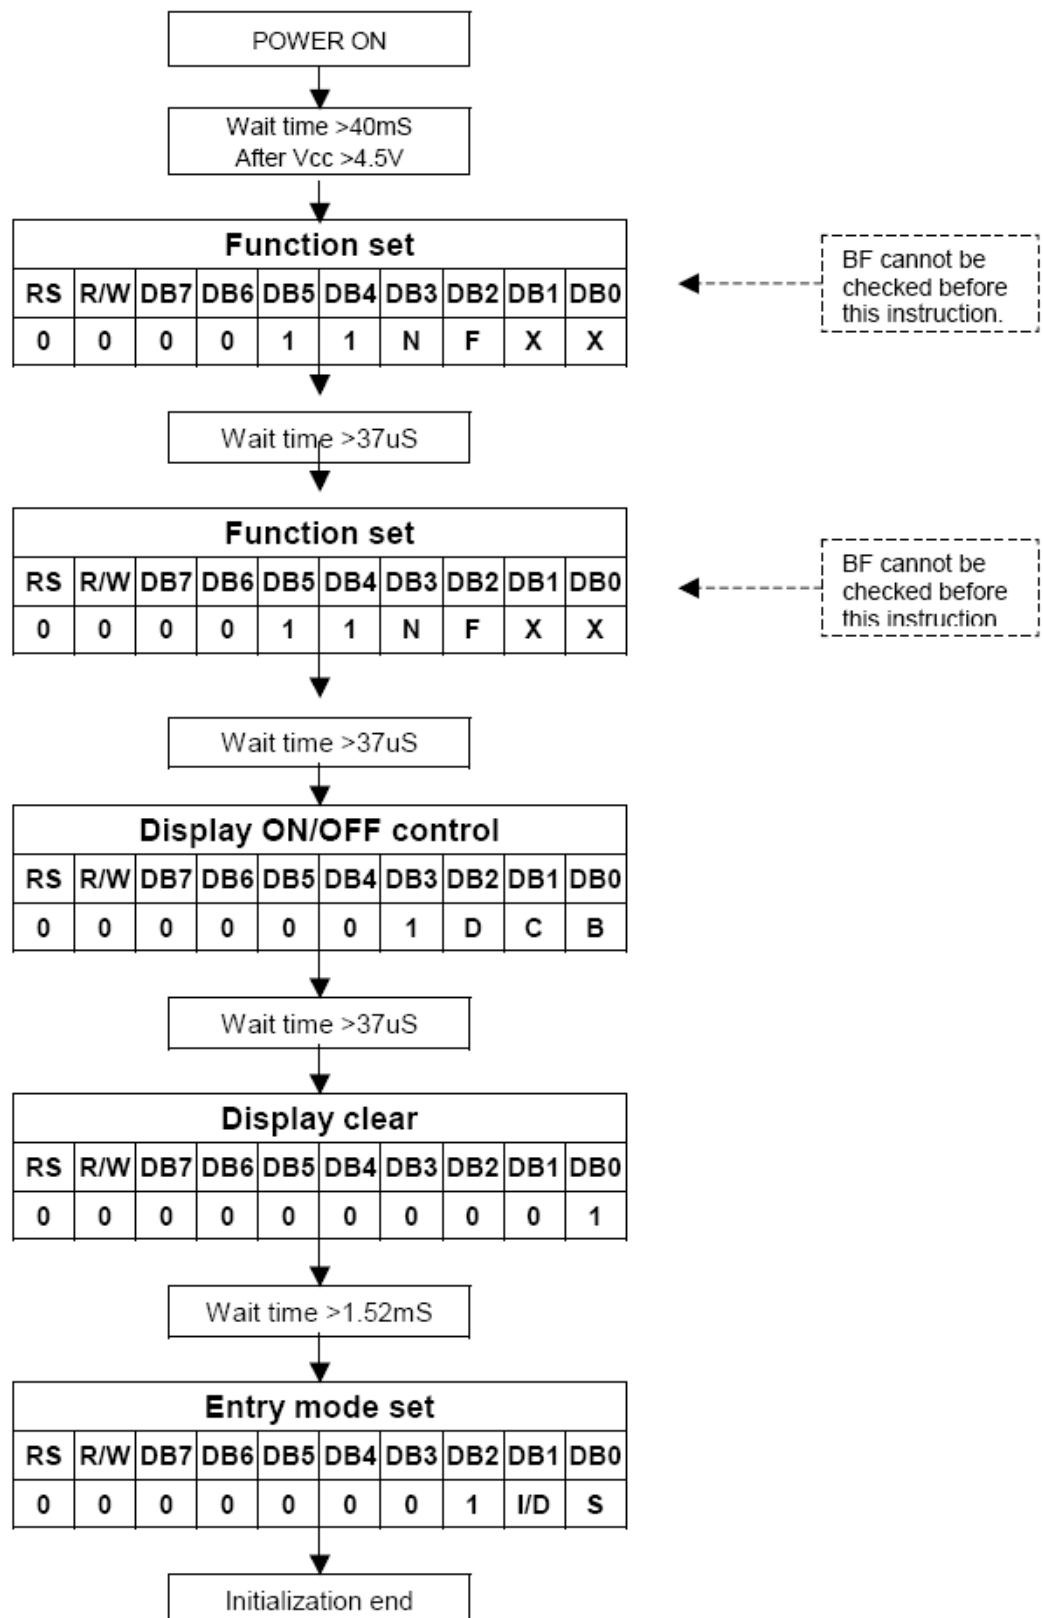 POWER ON
Wait time >40mS
After Vcc >4.5V
Function set
RS R/W DB7 DB6 DB5 DB4 DB3 DB2 DB1 DB0
0 0 0 0 1 1 N F X X
BF cannot be
checked before
this instruction.
Wait time >37uS
Function set
RS R/W DB7 DB6 DB5 DB4 DB3 DB2 DB1 DB0
0 0 0 0 1 1 N F X X
BF cannot be
checked before
this instruction
Wait time >37uS
Display ON/OFF control
RS R/W DB7 DB6 DB5 DB4 DB3 DB2 DB1 DB0
0 0 0 0 0 0 1 D C B
Wait time >37uS
Display clear
RS R/W DB7 DB6 DB5 DB4 DB3 DB2 DB1 DB0
0 0 0 0 0 0 0 0 0 1
Wait time >1.52mS
Entry mode set
RS R/W DB7 DB6 DB5 DB4 DB3 DB2 DB1 DB0
0 0 0 0 0 0 0 1 I/D S
Initialization end